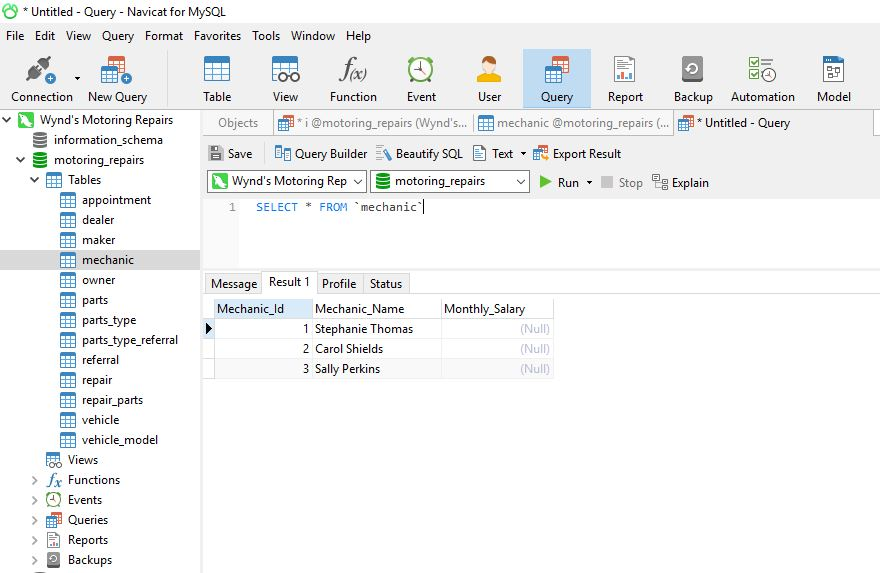 * Untitled - Query - Navicat for MySQL
File Edit View Query Format Favorites Tools Window Help
Connection New Query Table View f(x) Function Event User Query Report Backup Automation Model
Wynd's Motoring Repairs
information_schema
motoring_repairs
Tables
appointment
dealer
maker
mechanic
owner
parts
parts_type
parts_type_referral
referral
repair
repair_parts
vehicle
vehicle_model
Views
fx Functions
Events
Queries
Reports
Backups
Objects * i @motoring_repairs (Wynd's... mechanic @motoring_repairs (... * Untitled - Query
Save Query Builder Beautify SQL Text Export Result
Wynd's Motoring Rep motoring_repairs Run Stop Explain
1 SELECT * FROM `mechanic`
Message Result 1 Profile Status
Mechanic_Id Mechanic_Name Monthly_Salary
1 Stephanie Thomas (Null)
2 Carol Shields (Null)
3 Sally Perkins (Null)